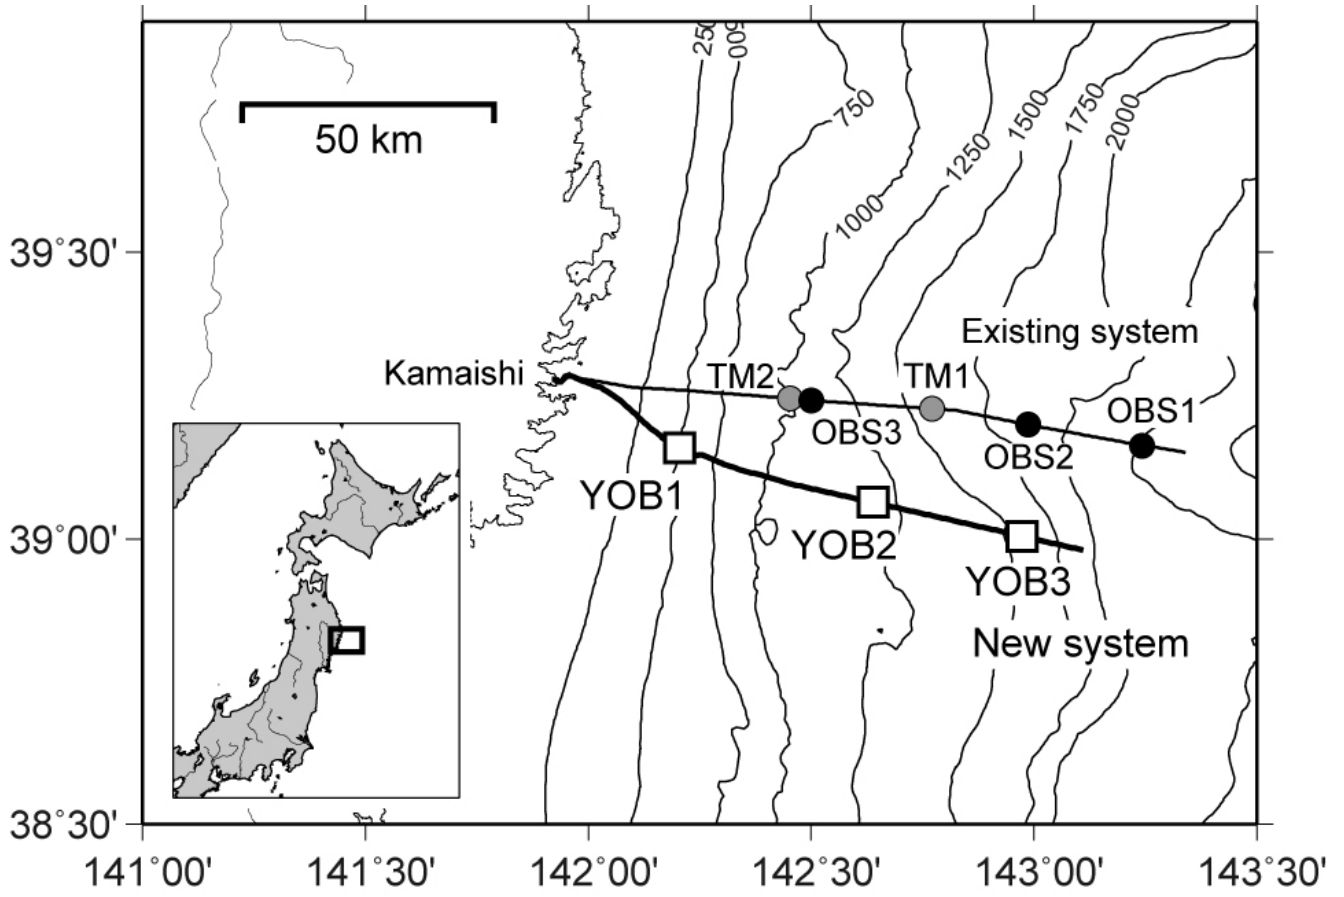 250
500
750
1000
1250
1500
1750
2000
50 km
39°30'
Existing system
Kamaishi
TM2
TM1
OBS3
OBS2
OBS1
YOB1
39°00'
YOB2
YOB3
New system
38°30'
141°00'
141°30'
142°00'
142°30'
143°00'
143°30'